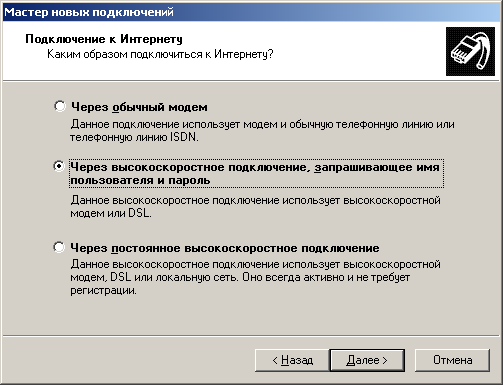 Мастер новых подключений
Подключение к Интернету
Каким образом подключиться к Интернету?
Через обычный модем
Данное подключение использует модем и обычную телефонную линию или
телефонную линию ISDN.
Через высокоскоростное подключение, запрашивающее имя
пользователя и пароль
Данное высокоскоростное подключение использует высокоскоростной
модем или DSL.
Через постоянное высокоскоростное подключение
Данное высокоскоростное подключение использует высокоскоростной
модем, DSL или локальную сеть. Оно всегда активно и не требует
регистрации.
< Назад Далее > Отмена